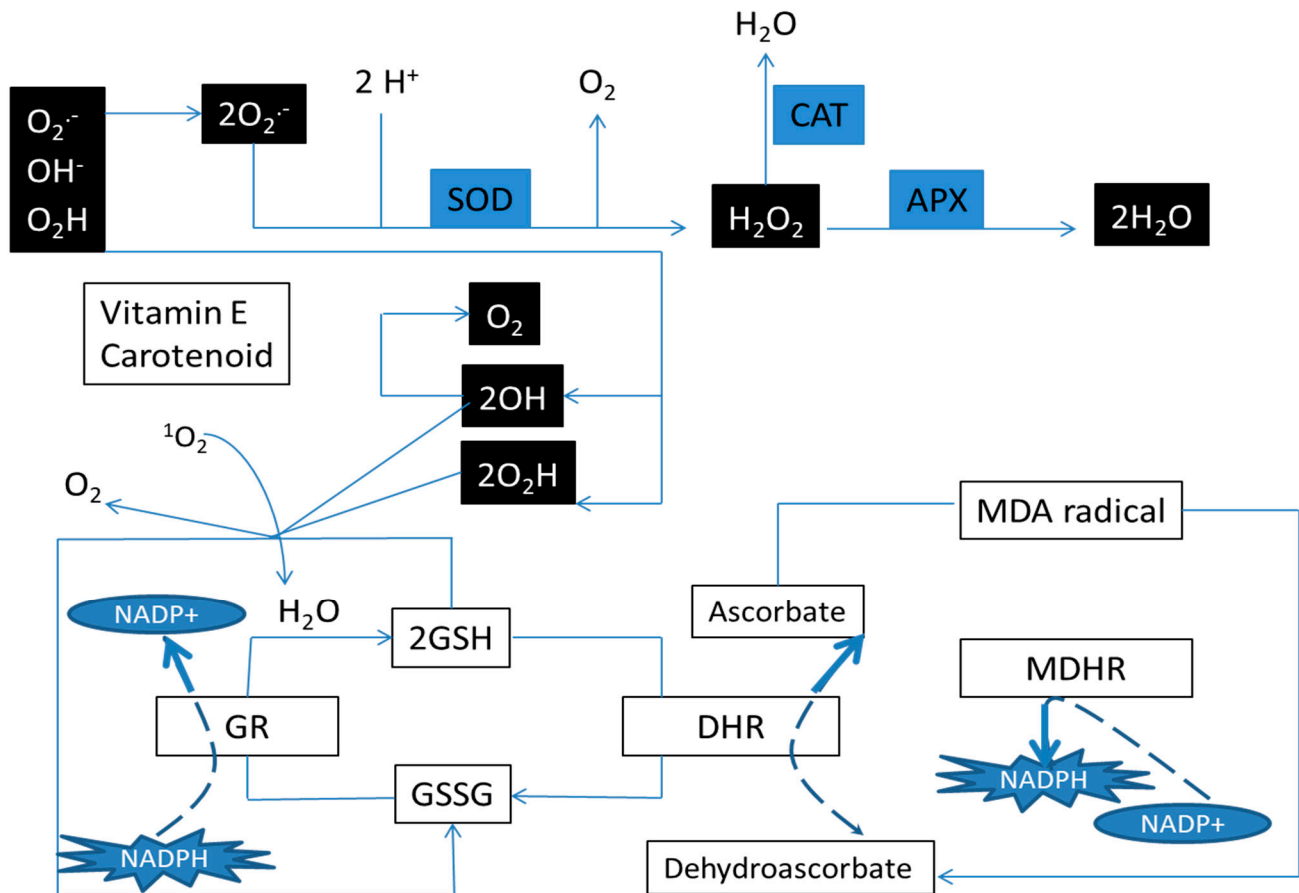 H₂O
2 H⁺
O₂
CAT
O₂·⁻
OH⁻
O₂H
2O₂·⁻
SOD
H₂O₂
APX
2H₂O
Vitamin E
Carotenoid
O₂
2OH
2O₂H
¹O₂
O₂
MDA radical
NADP+
H₂O
2GSH
Ascorbate
MDHR
GR
DHR
NADPH
GSSG
NADP+
NADPH
Dehydroascorbate